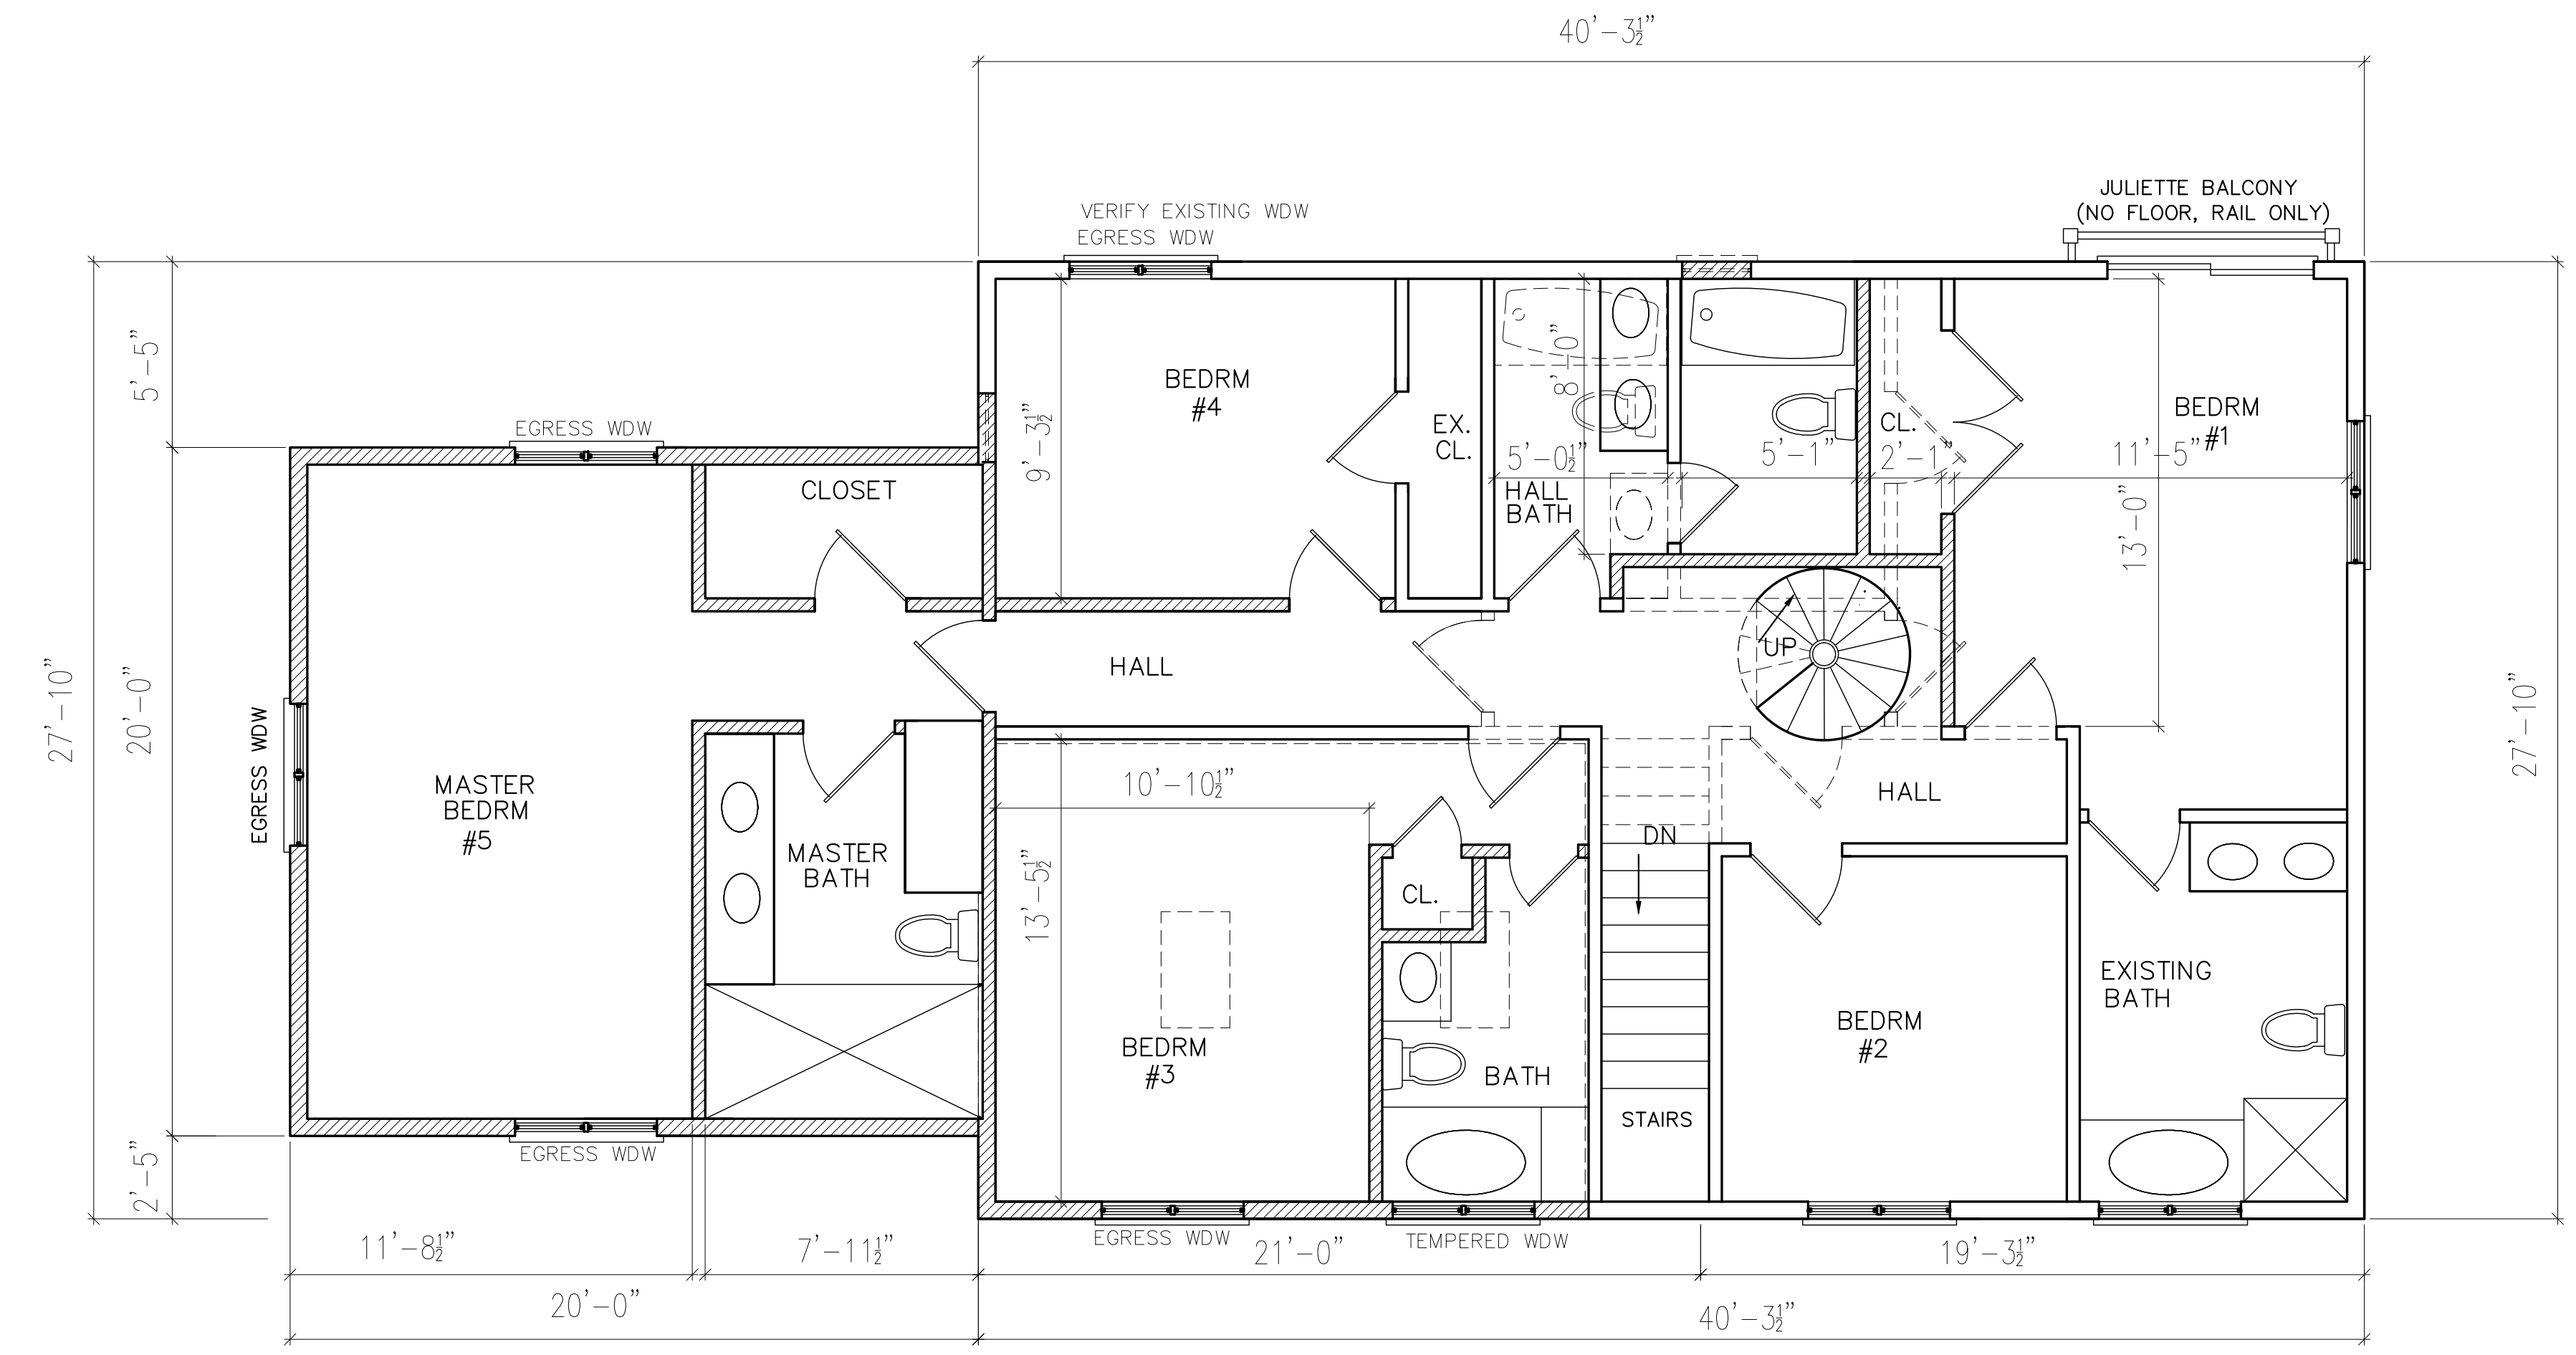 40'-3½"
JULIETTE BALCONY
(NO FLOOR, RAIL ONLY)
VERIFY EXISTING WDW
EGRESS WDW
5'-5"
BEDRM
#4
8'-0"
BEDRM
#1
EGRESS WDW
EX.
CL.
CL.
9'-3½"
5'-0½"
5'-1"
2'-1"
11'-5"
CLOSET
HALL
BATH
13'-0"
UP
HALL
27'-10"
20'-0"
27'-10"
EGRESS WDW
MASTER
BEDRM
#5
10'-10½"
HALL
DN
MASTER
BATH
13'-5½"
CL.
EXISTING
BATH
BEDRM
#2
BEDRM
#3
BATH
STAIRS
EGRESS WDW
2'-5"
EGRESS WDW
TEMPERED WDW
11'-8½"
7'-11½"
21'-0"
19'-3½"
20'-0"
40'-3½"